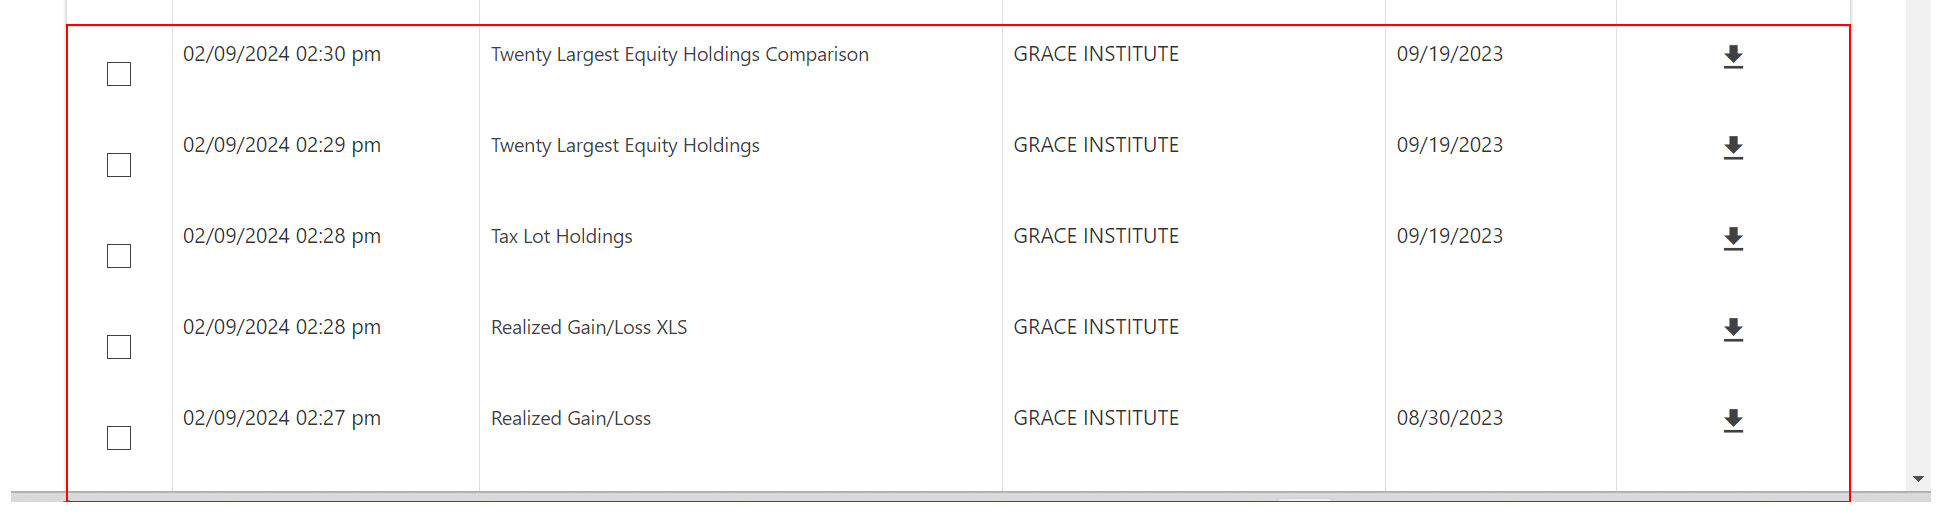 02/09/2024 02:30 pm Twenty Largest Equity Holdings Comparison GRACE INSTITUTE 09/19/2023
02/09/2024 02:29 pm Twenty Largest Equity Holdings GRACE INSTITUTE 09/19/2023
02/09/2024 02:28 pm Tax Lot Holdings GRACE INSTITUTE 09/19/2023
02/09/2024 02:28 pm Realized Gain/Loss XLS GRACE INSTITUTE
02/09/2024 02:27 pm Realized Gain/Loss GRACE INSTITUTE 08/30/2023